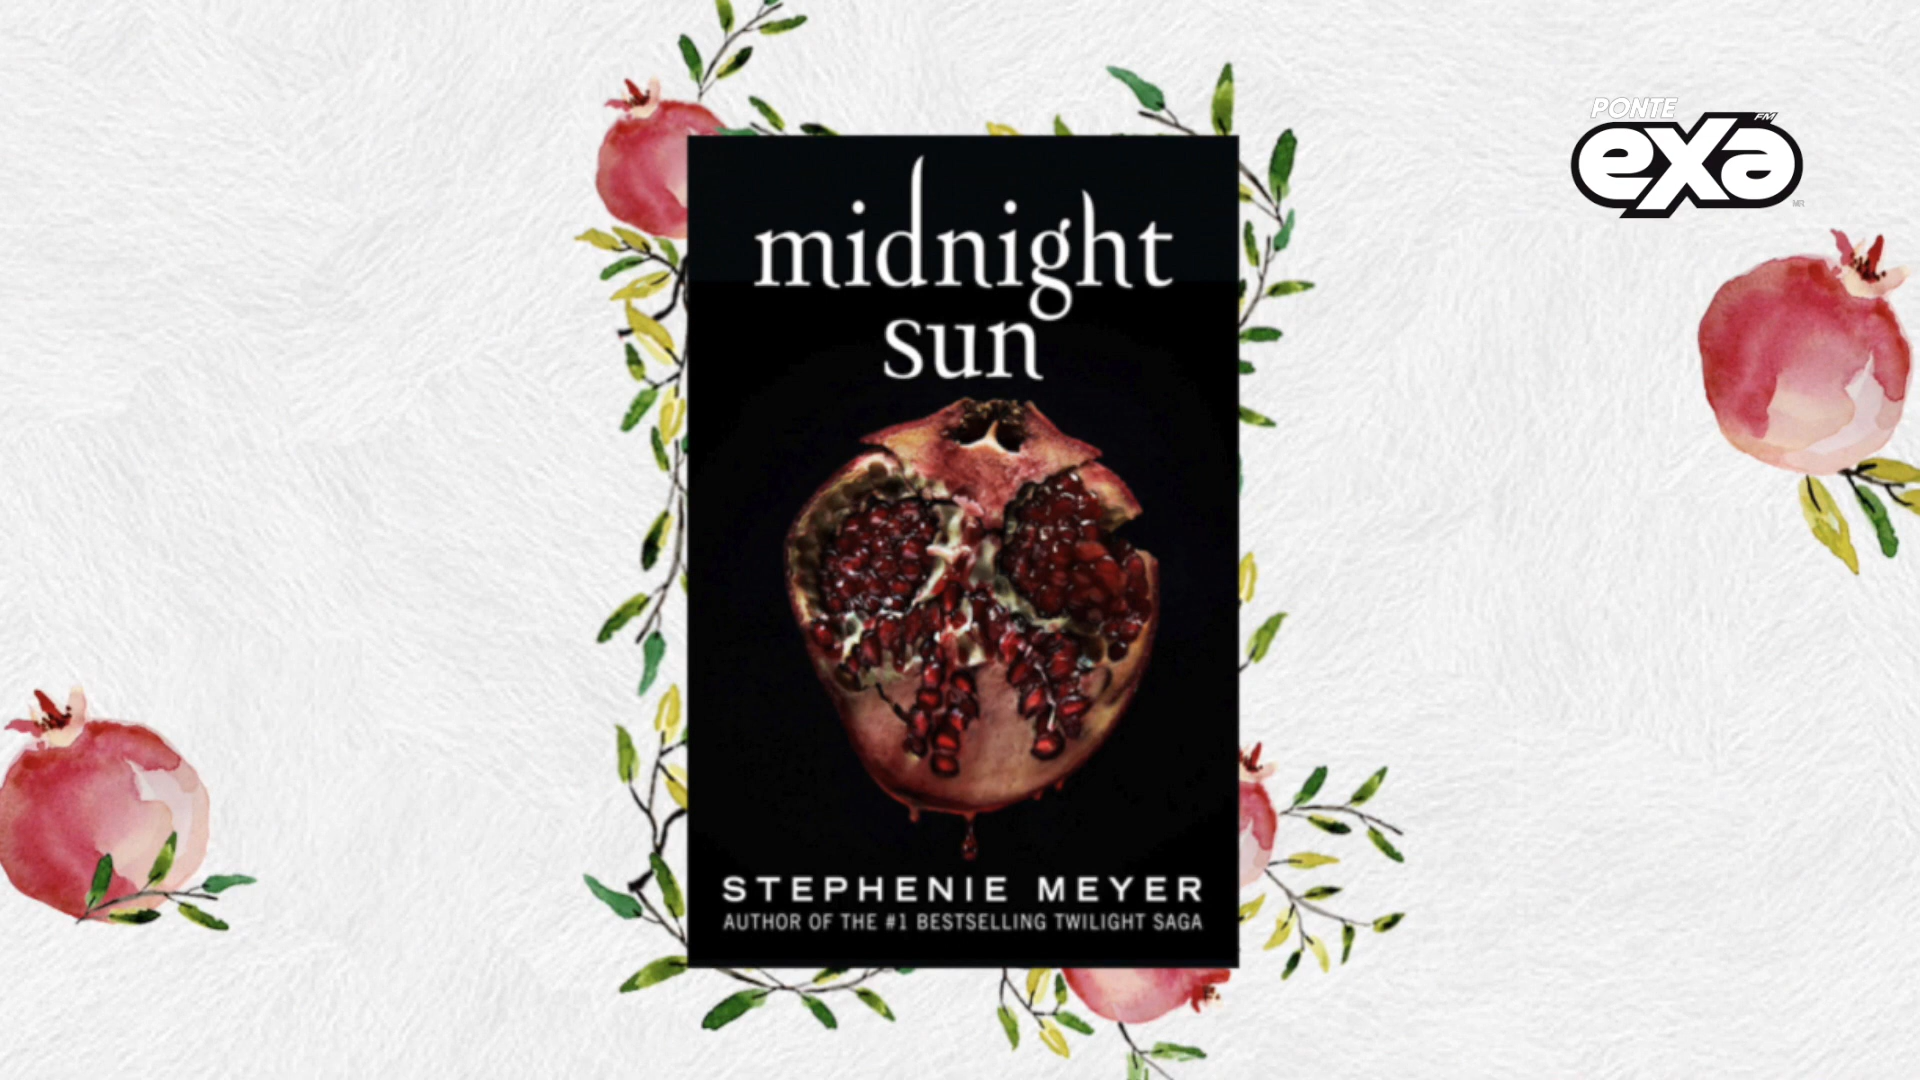 PONTE
exa FM
MR
midnight
sun
STEPHENIE MEYER
AUTHOR OF THE #1 BESTSELLING TWILIGHT SAGA